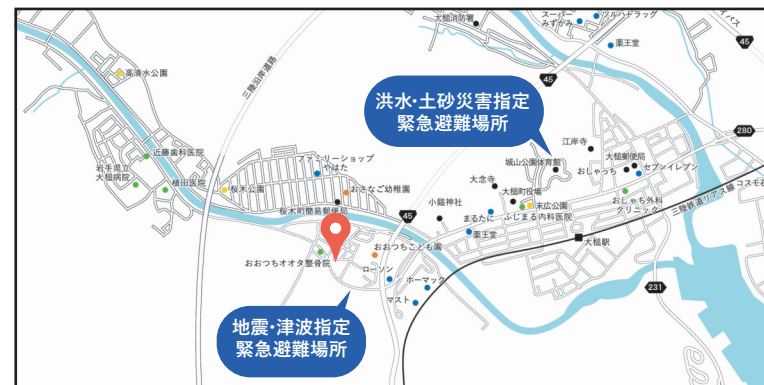 大槌消防署
スーパー
みずかみ
ツルハドラッグ
薬王堂
45
三陸沿岸道路
高清水公園
45
洪水・土砂災害指定
緊急避難場所
江岸寺
280
近藤歯科医院
岩手県立
大槌病院
植田医院
ファミリーショップ
やはた
城山公園体育館
大槌郵便局
セブンイレブン
おしゃっち
大念寺
桜木公園
おさなご幼稚園
大槌町役場
末広公園
おしゃち外科
クリニック
桜木町簡易郵便局
45
小鎚神社
まるたに
ふじまる内科医院
三陸鉄道リアス線
薬王堂
大槌駅
おおつちこども園
おおつちオオタ整骨院
ローソン
ホーマック
マスト
231
地震・津波指定
緊急避難場所